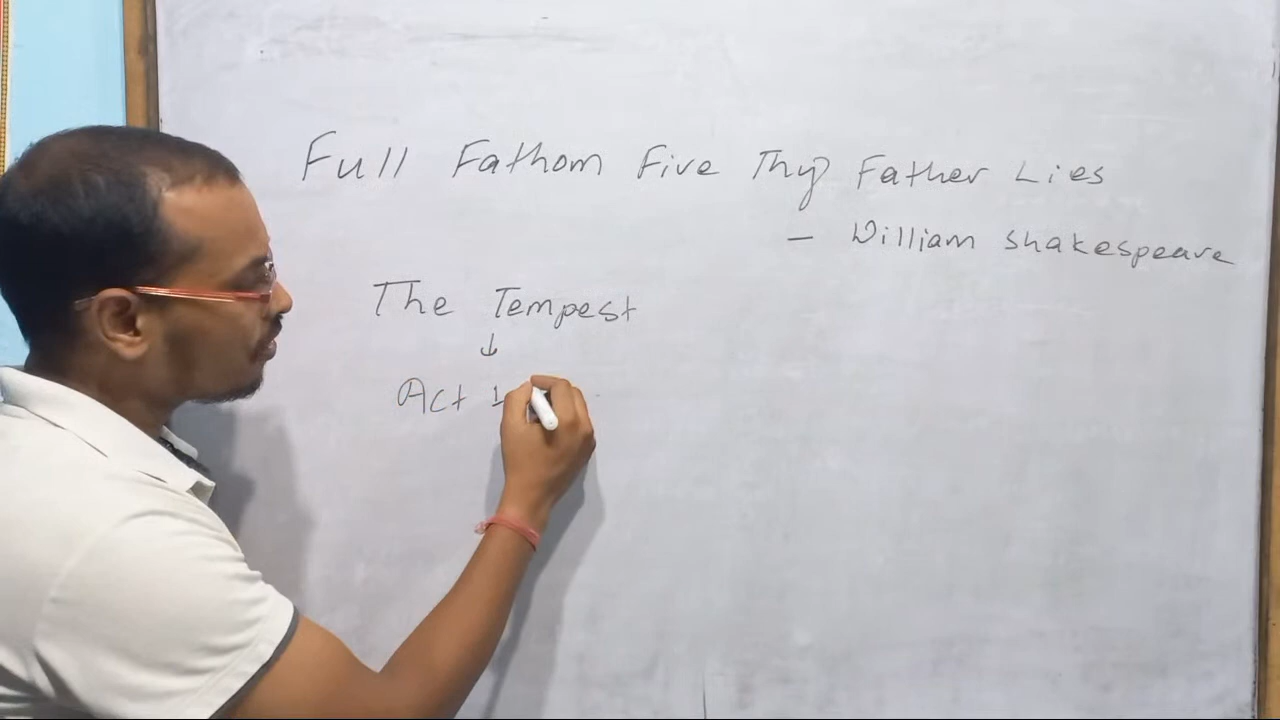 Full Fathom Five Thy Father Lies
- William Shakespeare
The Tempest
↓
Act 1